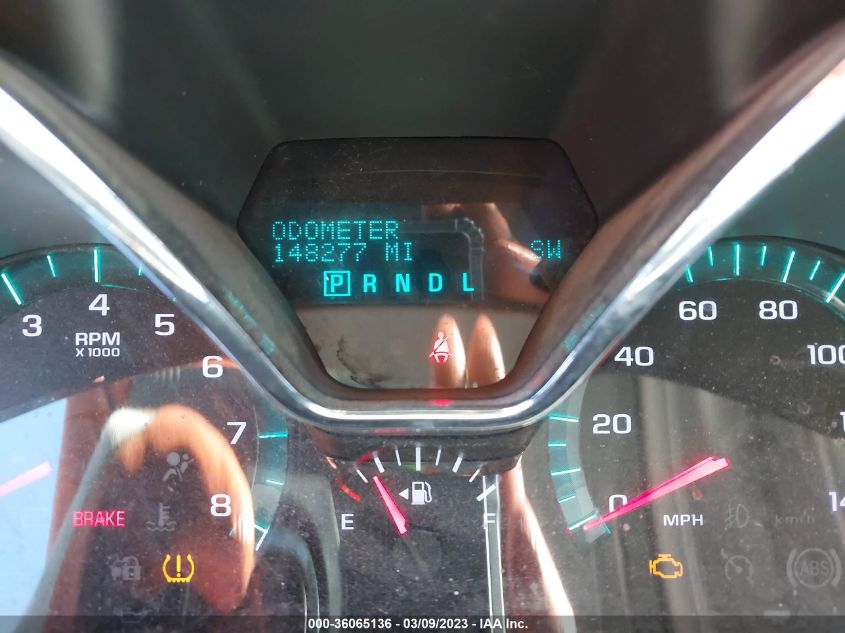 ODOMETER
148277 MI SW
P R N D L
3 4 5 6 7 8
RPM
X 1000
0 20 40 60 80 100
MPH
E F
BRAKE
ABS
000-36065136 - 03/09/2023 - IAA Inc.